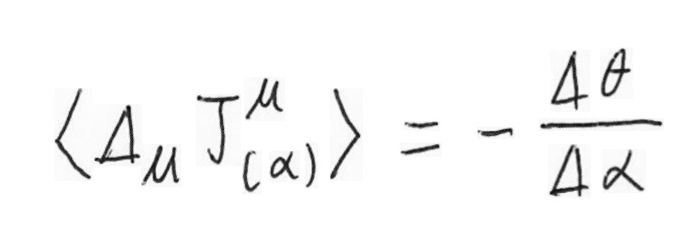 ⟨Δ_μ J^μ_(α)⟩ = - Δθ/Δα